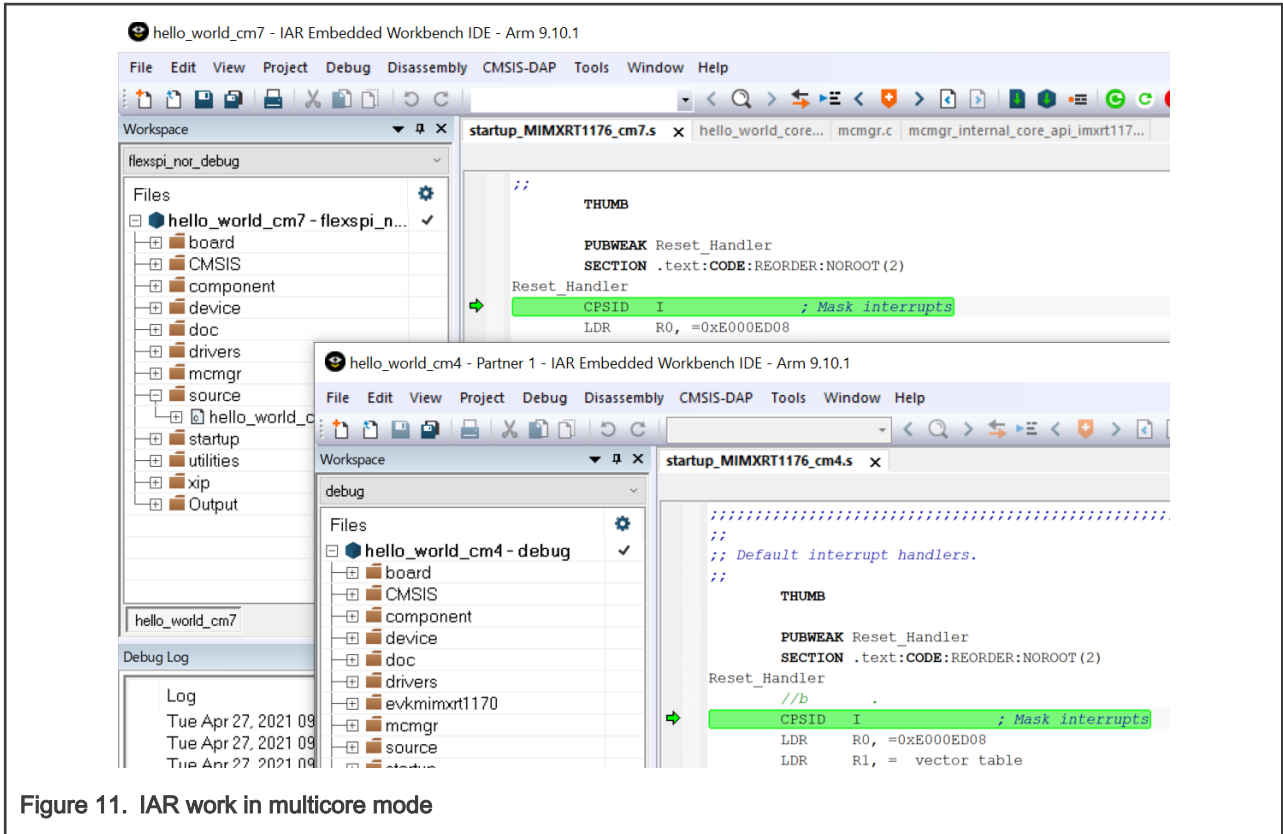 hello_world_cm7 - IAR Embedded Workbench IDE - Arm 9.10.1
File Edit View Project Debug Disassembly CMSIS-DAP Tools Window Help
Workspace
flexspi_nor_debug
Files
hello_world_cm7 - flexspi_n...
board
CMSIS
component
device
doc
drivers
mcmgr
source
hello_world_c
startup
utilities
xip
Output
hello_world_cm7
Debug Log
Log
Tue Apr 27, 2021 09
Tue Apr 27, 2021 09
Tue Apr 27, 2021 09
startup_MIMXRT1176_cm7.s hello_world_core... mcmgr.c mcmgr_internal_core_api_imxrt117...
;;
THUMB
PUBWEAK Reset_Handler
SECTION .text:CODE:REORDER:NOROOT(2)
Reset_Handler
CPSID I ; Mask interrupts
LDR R0, =0xE000ED08
hello_world_cm4 - Partner 1 - IAR Embedded Workbench IDE - Arm 9.10.1
File Edit View Project Debug Disassembly CMSIS-DAP Tools Window Help
Workspace
debug
Files
hello_world_cm4 - debug
board
CMSIS
component
device
doc
drivers
evkmimxrt1170
mcmgr
source
startup
startup_MIMXRT1176_cm4.s
;;;;;;;;;;;;;;;;;;;;;;;;;;;;;;;;;;;;;;;;;;;;;;;;;;;
;;
;; Default interrupt handlers.
;;
THUMB
PUBWEAK Reset_Handler
SECTION .text:CODE:REORDER:NOROOT(2)
Reset_Handler
//b .
CPSID I ; Mask interrupts
LDR R0, =0xE000ED08
LDR R1, = vector table
Figure 11. IAR work in multicore mode